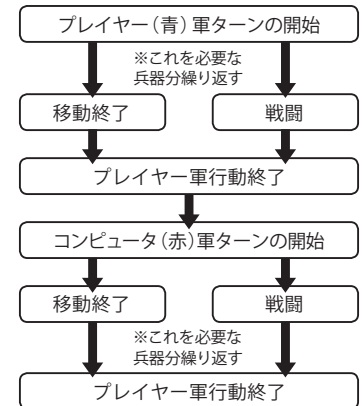 プレイヤー（青）軍ターンの開始
※これを必要な
兵器分繰り返す
移動終了
戦闘
プレイヤー軍行動終了
コンピュータ（赤）軍ターンの開始
移動終了
戦闘
※これを必要な
兵器分繰り返す
プレイヤー軍行動終了